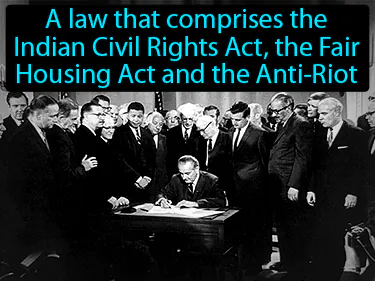 A law that comprises the
Indian Civil Rights Act, the Fair
Housing Act and the Anti-Riot